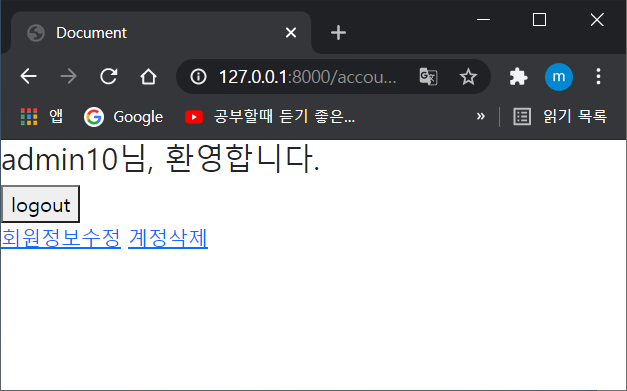 Document
127.0.0.1:8000/accou...
m
앱 Google 공부할때 듣기 좋은... » 읽기 목록
admin10님, 환영합니다.
logout
회원정보수정 계정삭제